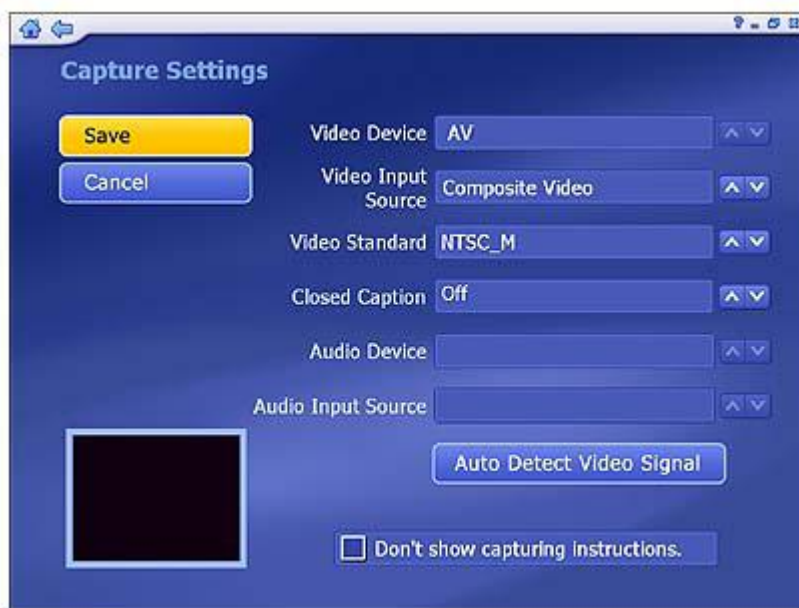 Capture Settings
Save
Cancel
Video Device AV
Video Input
Source Composite Video
Video Standard NTSC_M
Closed Caption Off
Audio Device
Audio Input Source
Auto Detect Video Signal
Don't show capturing instructions.